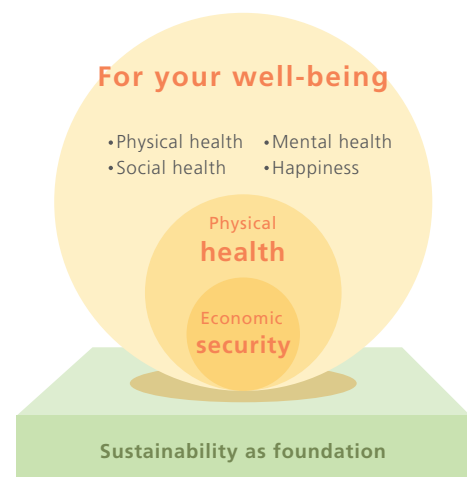 For your well-being
•Physical health •Mental health
•Social health •Happiness
Physical
health
Economic
security
Sustainability as foundation